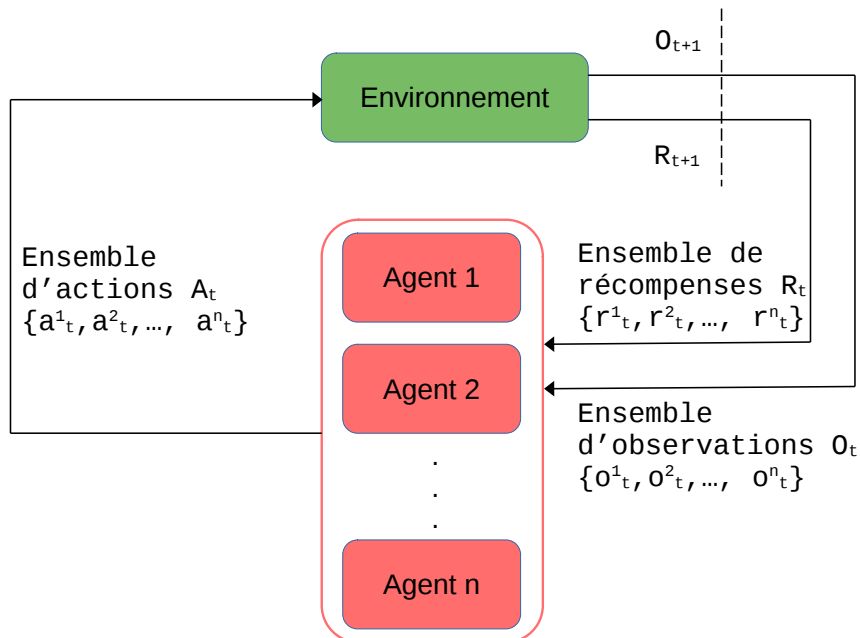 Oₜ₊₁
Environnement
Rₜ₊₁
Ensemble
d’actions Aₜ
{a¹ₜ,a²ₜ,…, aⁿₜ}
Agent 1
Ensemble de
récompenses Rₜ
{r¹ₜ,r²ₜ,…, rⁿₜ}
Agent 2
Ensemble
d’observations Oₜ
{o¹ₜ,o²ₜ,…, oⁿₜ}
.
.
.
Agent n